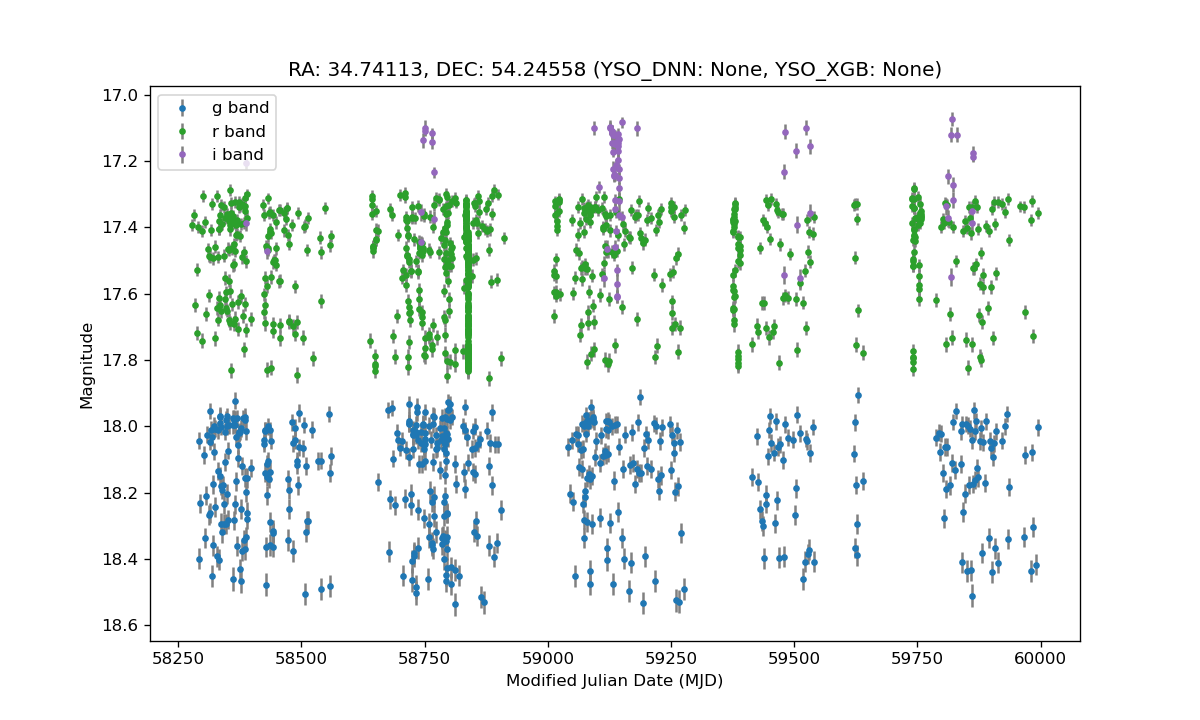 RA: 34.74113, DEC: 54.24558 (YSO_DNN: None, YSO_XGB: None)
g band
r band
i band
17.0
17.2
17.4
17.6
17.8
18.0
18.2
18.4
18.6
Magnitude
58250 58500 58750 59000 59250 59500 59750 60000
Modified Julian Date (MJD)